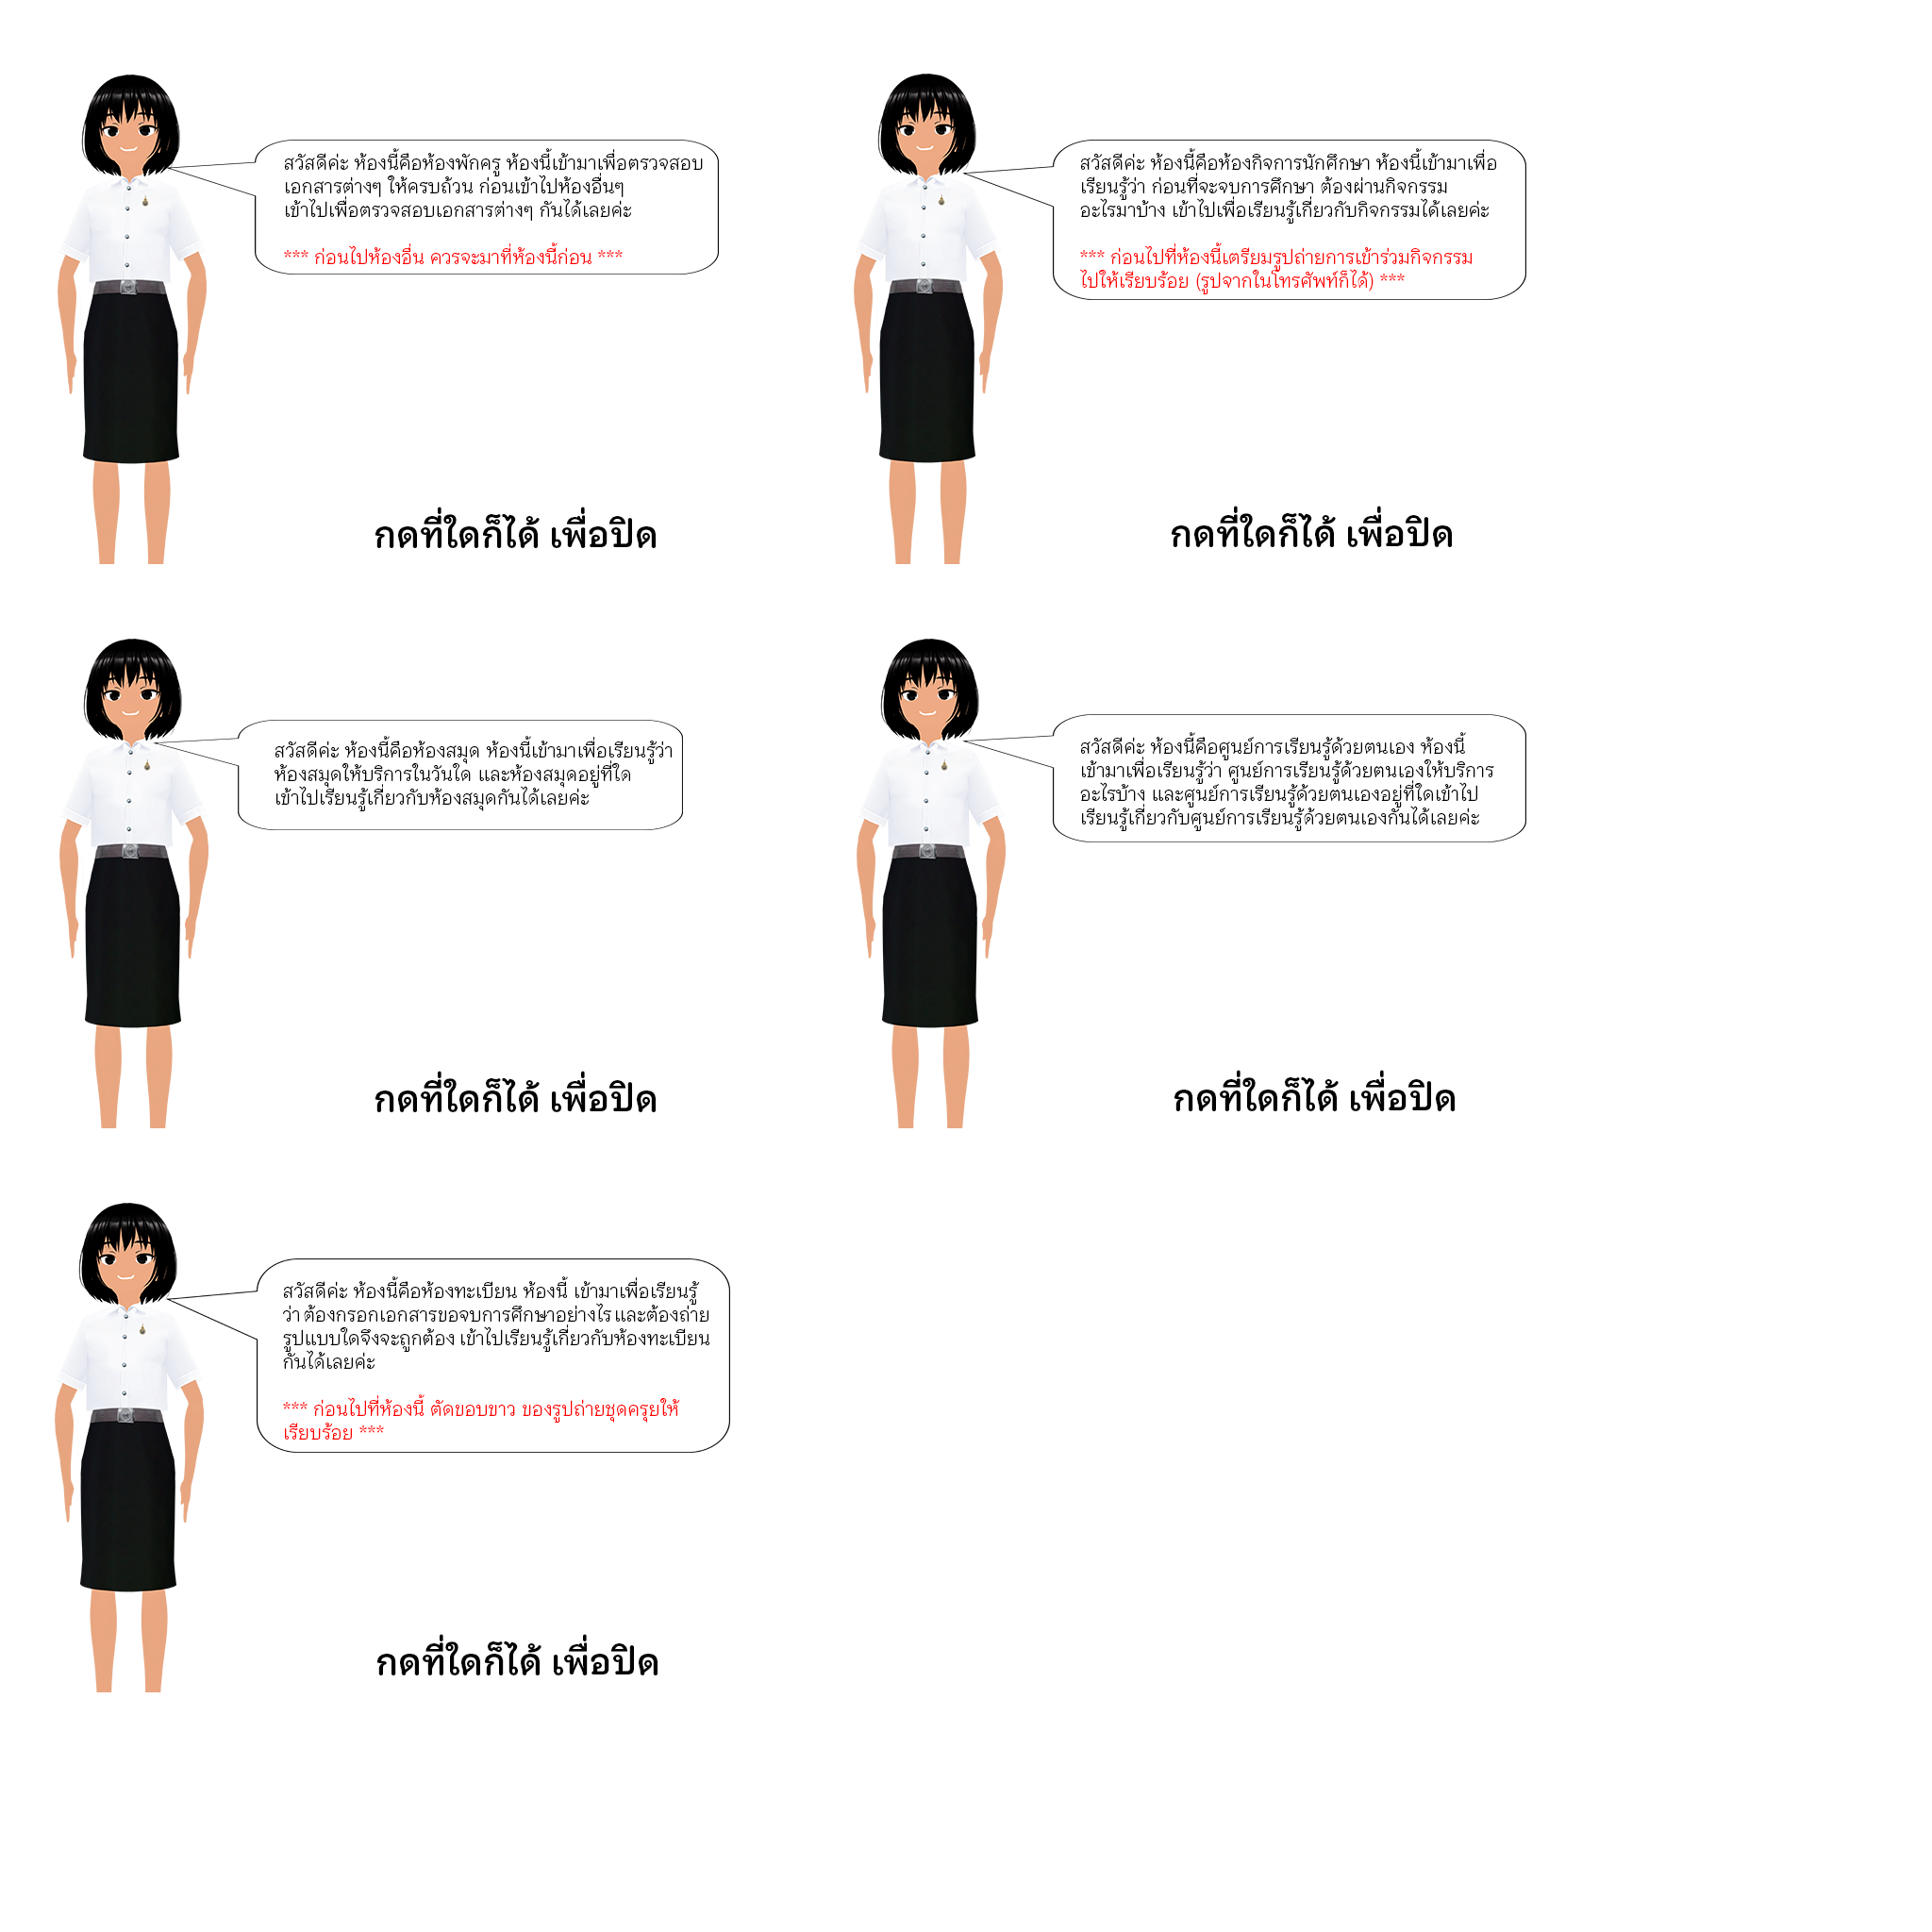 สวัสดีค่ะ ห้องนี้คือห้องพักครู ห้องนี้เข้ามาเพื่อตรวจสอบ
เอกสารต่างๆ ให้ครบถ้วน ก่อนเข้าไปห้องอื่นๆ
เข้าไปเพื่อตรวจสอบเอกสารต่างๆ กันได้เลยค่ะ
*** ก่อนไปห้องอื่น ควรจะมาที่ห้องนี้ก่อน ***
กดที่ใดก็ได้ เพื่อปิด
สวัสดีค่ะ ห้องนี้คือห้องกิจการนักศึกษา ห้องนี้เข้ามาเพื่อ
เรียนรู้ว่า ก่อนที่จะจบการศึกษา ต้องผ่านกิจกรรม
อะไรมาบ้าง เข้าไปเพื่อเรียนรู้เกี่ยวกับกิจกรรมได้เลยค่ะ
*** ก่อนไปที่ห้องนี้เตรียมรูปถ่ายการเข้าร่วมกิจกรรม
ไปให้เรียบร้อย (รูปจากในโทรศัพท์ก็ได้) ***
กดที่ใดก็ได้ เพื่อปิด
สวัสดีค่ะ ห้องนี้คือห้องสมุด ห้องนี้เข้ามาเพื่อเรียนรู้ว่า
ห้องสมุดให้บริการในวันใด และห้องสมุดอยู่ที่ใด
เข้าไปเรียนรู้เกี่ยวกับห้องสมุดกันได้เลยค่ะ
กดที่ใดก็ได้ เพื่อปิด
สวัสดีค่ะ ห้องนี้คือศูนย์การเรียนรู้ด้วยตนเอง ห้องนี้
เข้ามาเพื่อเรียนรู้ว่า ศูนย์การเรียนรู้ด้วยตนเองให้บริการ
อะไรบ้าง และศูนย์การเรียนรู้ด้วยตนเองอยู่ที่ใดเข้าไป
เรียนรู้เกี่ยวกับศูนย์การเรียนรู้ด้วยตนเองกันได้เลยค่ะ
กดที่ใดก็ได้ เพื่อปิด
สวัสดีค่ะ ห้องนี้คือห้องทะเบียน ห้องนี้ เข้ามาเพื่อเรียนรู้
ว่า ต้องกรอกเอกสารขอจบการศึกษาอย่างไร และต้องถ่าย
รูปแบบใดจึงจะถูกต้อง เข้าไปเรียนรู้เกี่ยวกับห้องทะเบียน
กันได้เลยค่ะ
*** ก่อนไปที่ห้องนี้ ตัดขอบขาว ของรูปถ่ายชุดครุยให้
เรียบร้อย ***
กดที่ใดก็ได้ เพื่อปิด